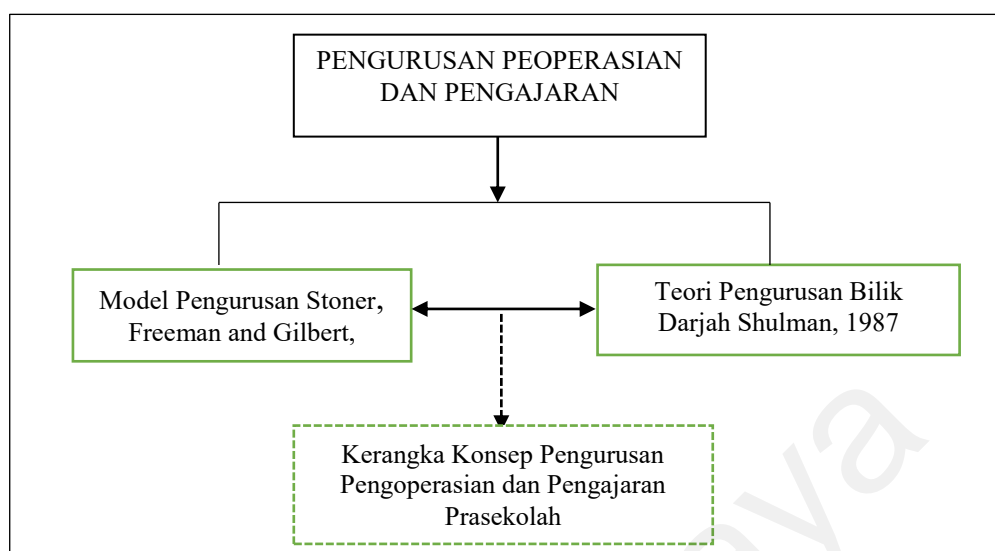 PENGURUSAN PEOPERASIAN
DAN PENGAJARAN
Model Pengurusan Stoner,
Freeman and Gilbert,
Teori Pengurusan Bilik
Darjah Shulman, 1987
Kerangka Konsep Pengurusan
Pengoperasian dan Pengajaran
Prasekolah
aya